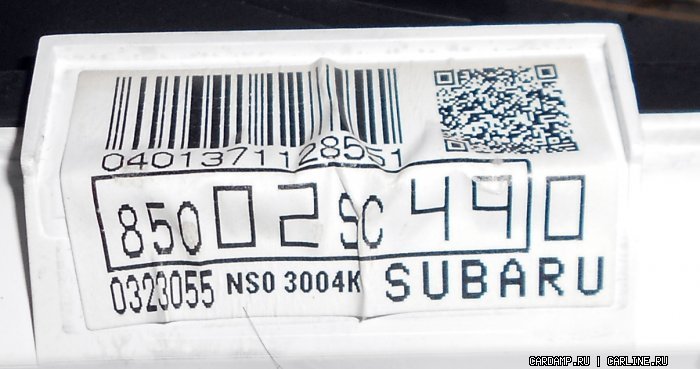 0401371128551
85002SC440
0323055 NS0 3004K SUBARU
CARDAMP.RU | CARLINE.RU